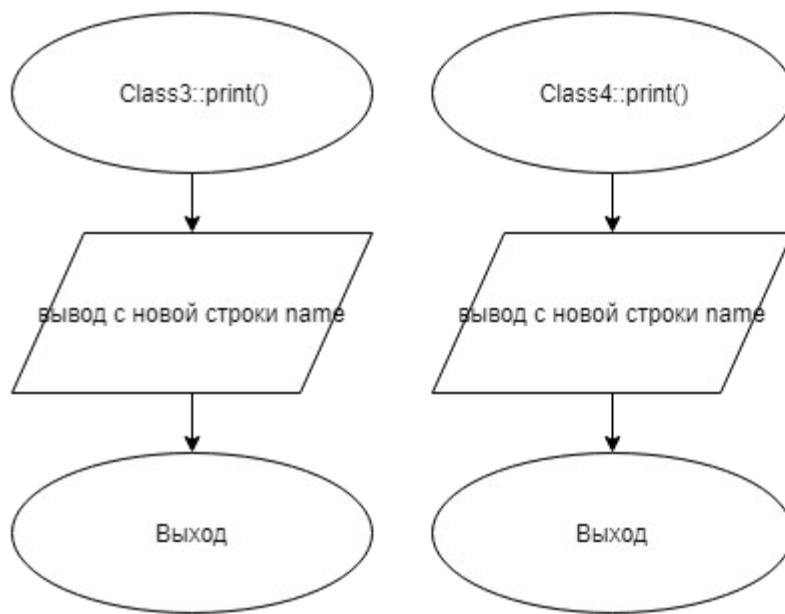 Class3::print()
Class4::print()
вывод с новой строки name
вывод с новой строки name
Выход
Выход